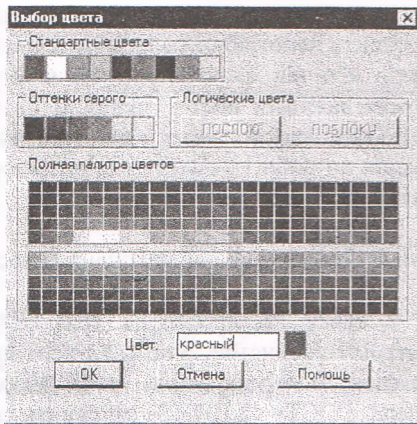 Выбор цвета
Стандартные цвета
Оттенки серого
Логические цвета
ПОСЛОЮ
ПОБЛОКУ
Полная палитра цветов
Цвет:
красный
OK
Отмена
Помощь